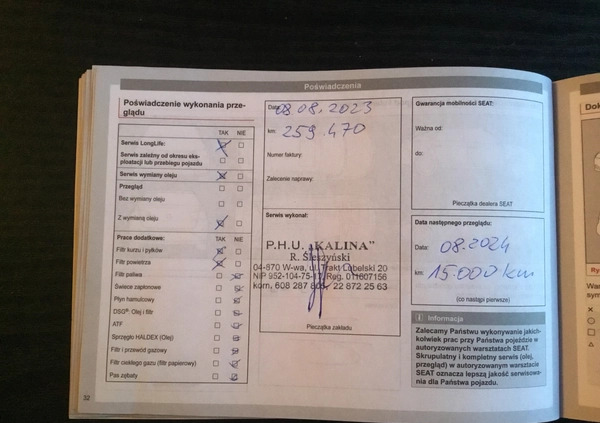 Poświadczenia
Poświadczenie wykonania prze-
glądu
TAK NIE
Serwis LongLife:
Serwis zależny od okresu eks-
ploatacji lub przebiegu pojazdu
Serwis wymiany oleju
Przegląd
Bez wymiany oleju
Z wymianą oleju
Prace dodatkowe: TAK NIE
Filtr kurzu i pyłków
Filtr powietrza
Filtr paliwa
Świece zapłonowe
Płyn hamulcowy
DSG®: Olej i filtr
ATF
Sprzęgło HALDEX (Olej)
Filtr i przewód gazowy
Filtr ciekłego gazu (filtr papierowy)
Pas zębaty
32
Data: 08 08. 2023
km: 259.470
Numer faktury:
Zalecenie naprawy:
Serwis wykonał:
P.H.U. „KALINA"
R. Śleszyński
04-870 W-wa, ul. Trakt Lubelski 20
NIP 952-104-75-17, Reg. 011607156
kom. 608 287 805, 22 872 25 63
Pieczątka zakładu
Gwarancja mobilności SEAT:
Ważna od:
do:
Pieczątka dealera SEAT
Data następnego przeglądu:
Data: 08.2024
km: 15.000 km
(co nastąpi pierwsze)
i Informacja
Zalecamy Państwu wykonywanie jakich-
kolwiek prac przy Państwa pojeździe w
autoryzowanych warsztatach SEAT.
Skrupulatny i kompletny serwis (olej,
przegląd) w autoryzowanym warsztacie
SEAT oznacza lepszą jakość serwisowa-
nia dla Państwa pojazdu.